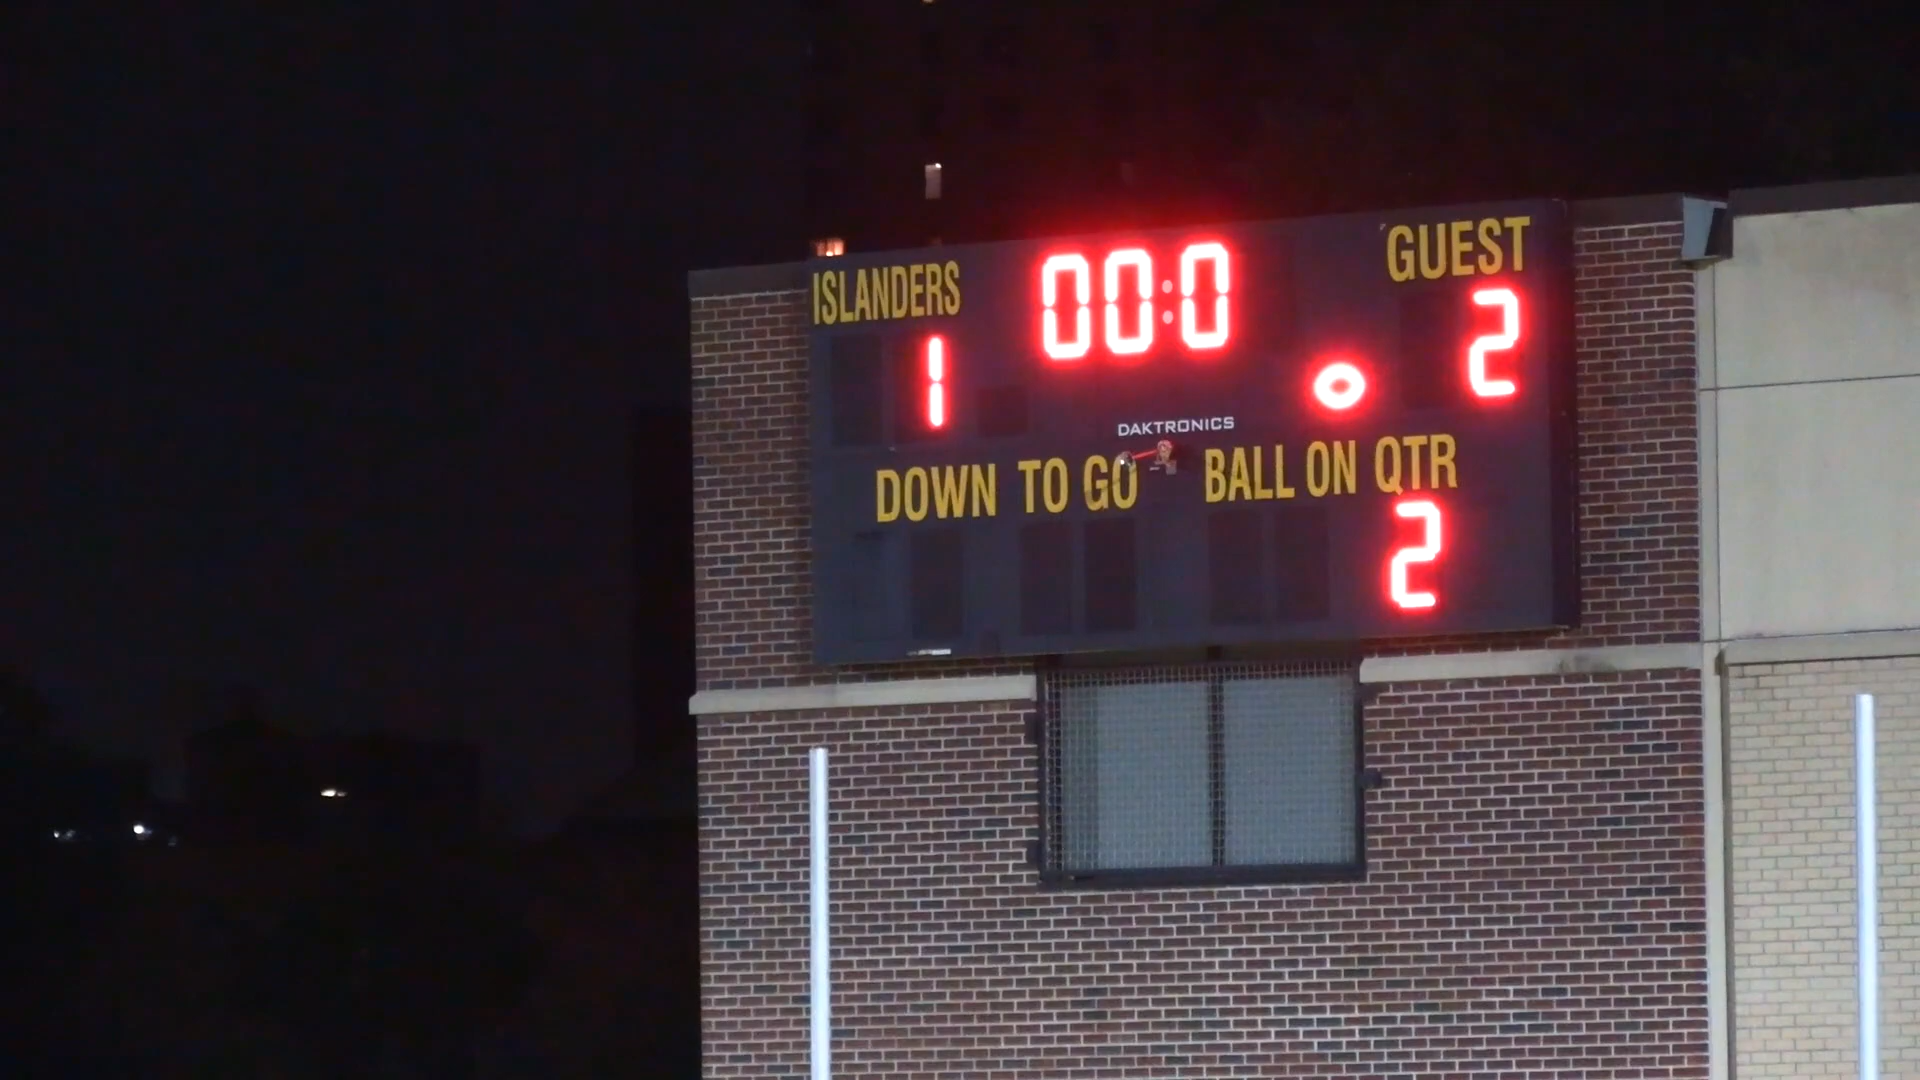 ISLANDERS 00:0 GUEST
1 2
DAKTRONICS
DOWN TO GO BALL ON QTR
2